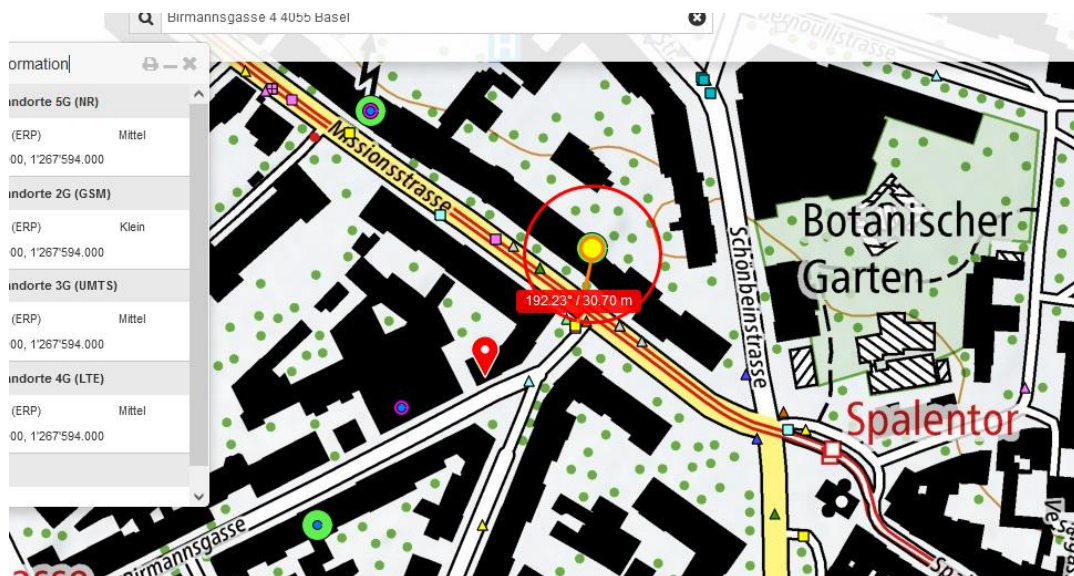 Birmannsgasse 4 4055 Basel
ormation
andorte 5G (NR)
(ERP) Mittel
00, 1'267'594.000
andorte 2G (GSM)
(ERP) Klein
00, 1'267'594.000
andorte 3G (UMTS)
(ERP) Mittel
00, 1'267'594.000
andorte 4G (LTE)
(ERP) Mittel
00, 1'267'594.000
H
Missionsstrasse
192.23° / 30.70 m
Schönbeinstrasse
Botanischer
Garten
Spalentor
Birmannsgasse
asse
Spa